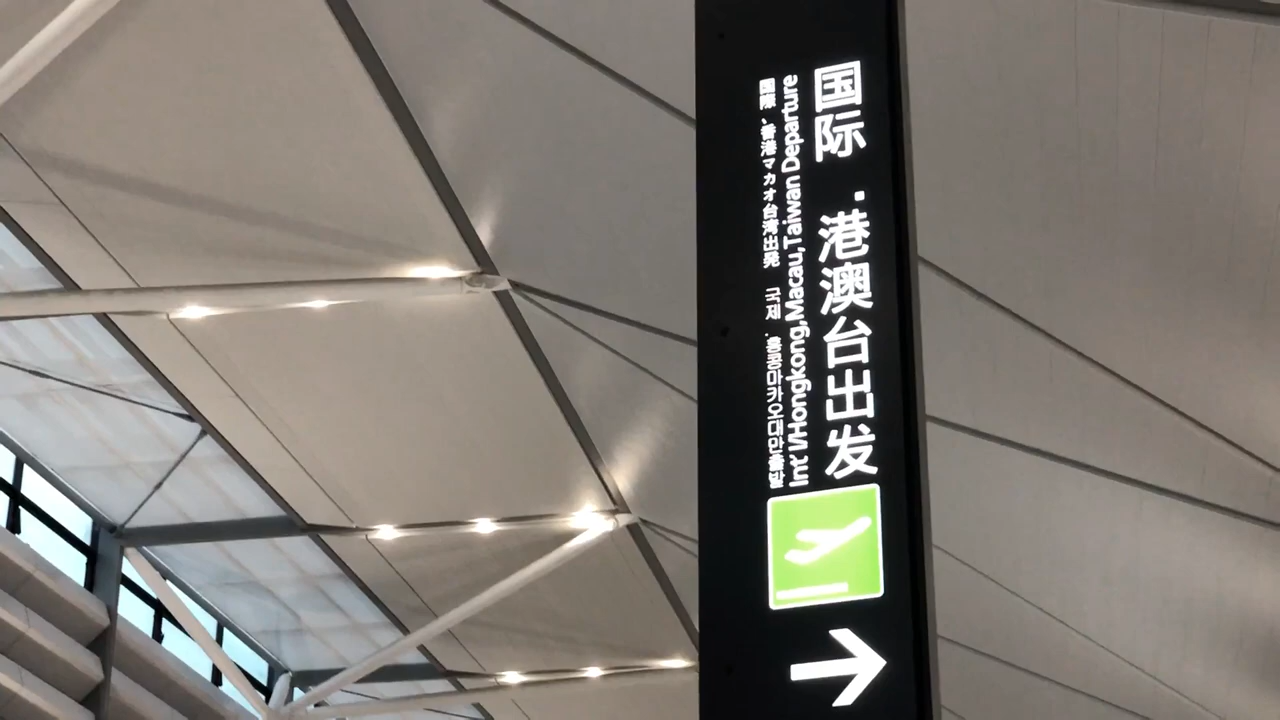 国际 · 港澳台出发
Int'l/Hongkong,Macau,Taiwan Departure
国際、香港マカオ台湾出発 국제 · 홍콩마카오대만출발